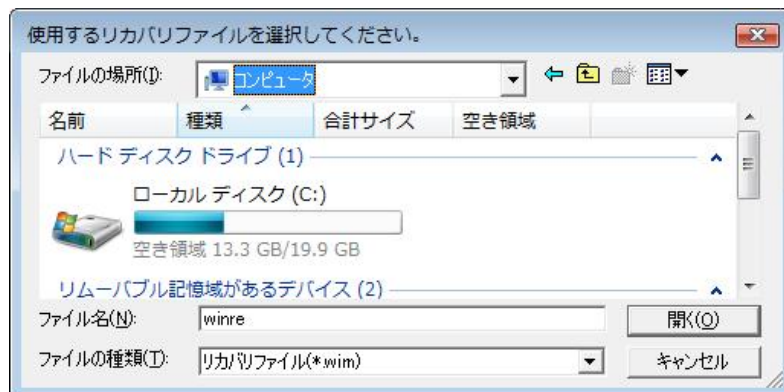 使用するリカバリファイルを選択してください。
ファイルの場所(I):
コンピュータ
名前 種類 合計サイズ 空き領域
ハード ディスク ドライブ (1)
ローカル ディスク (C:)
空き領域 13.3 GB/19.9 GB
リムーバブル記憶域があるデバイス (2)
ファイル名(N): winre 開く(O)
ファイルの種類(T): リカバリファイル(*.wim) キャンセル